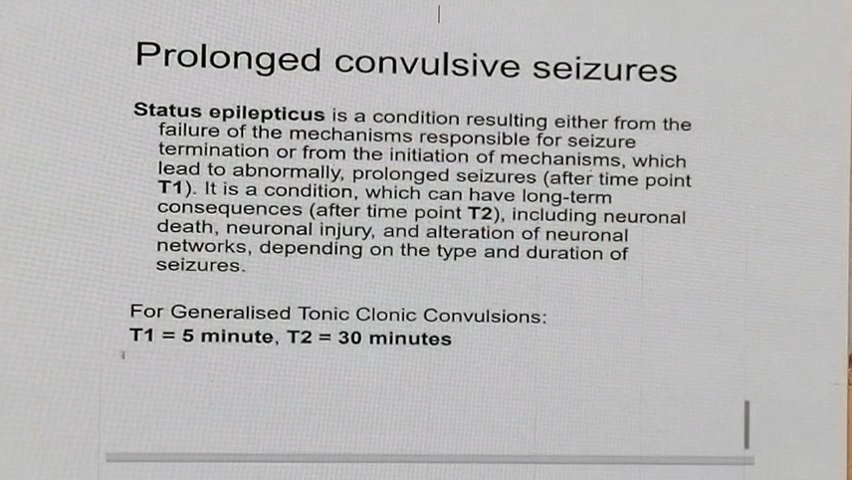 Prolonged convulsive seizures
Status epilepticus is a condition resulting either from the
failure of the mechanisms responsible for seizure
termination or from the initiation of mechanisms, which
lead to abnormally, prolonged seizures (after time point
T1). It is a condition, which can have long-term
consequences (after time point T2), including neuronal
death, neuronal injury, and alteration of neuronal
networks, depending on the type and duration of
seizures.
For Generalised Tonic Clonic Convulsions:
T1 = 5 minute, T2 = 30 minutes